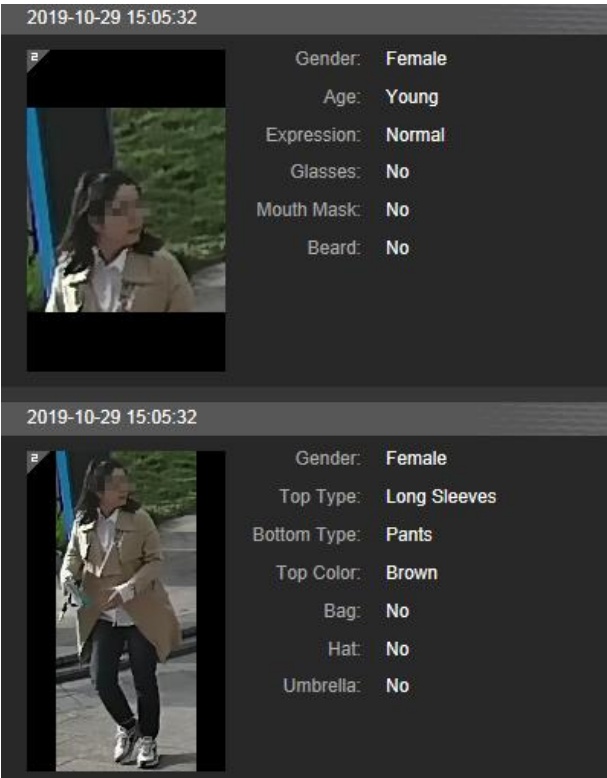 2019-10-29 15:05:32
2
Gender: Female
Age: Young
Expression: Normal
Glasses: No
Mouth Mask: No
Beard: No
2019-10-29 15:05:32
2
Gender: Female
Top Type: Long Sleeves
Bottom Type: Pants
Top Color: Brown
Bag: No
Hat: No
Umbrella: No